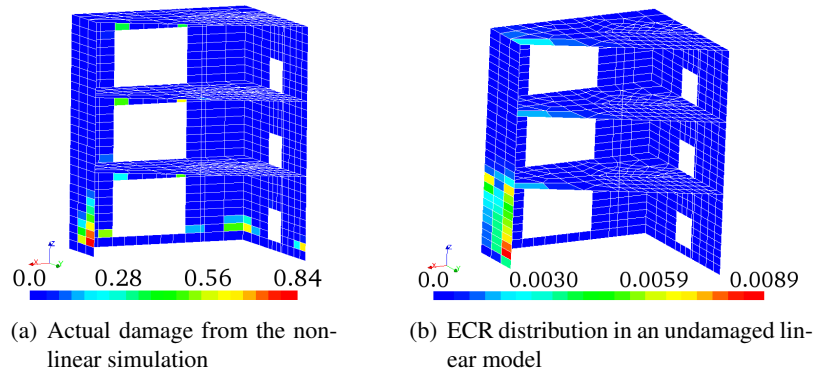 0.0 0.28 0.56 0.84
0.0 0.0030 0.0059 0.0089
(a) Actual damage from the non-
linear simulation
(b) ECR distribution in an undamaged lin-
ear model